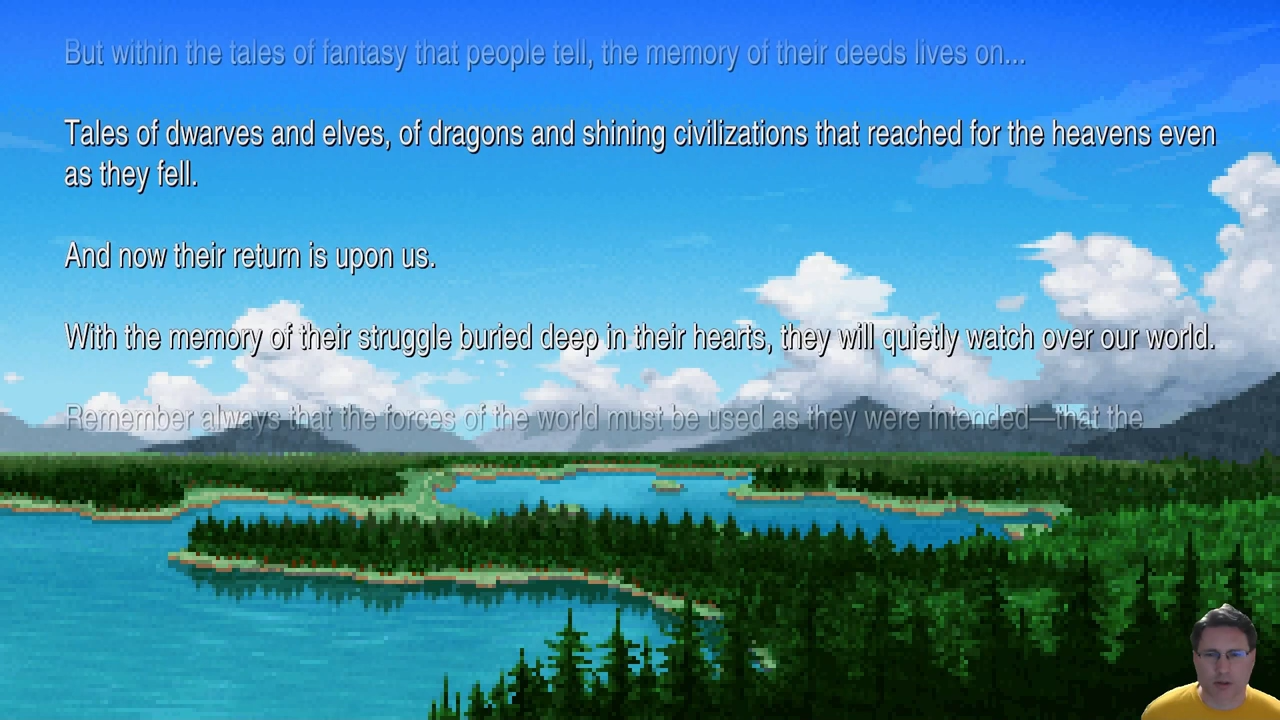 But within the tales of fantasy that people tell, the memory of their deeds lives on...
Tales of dwarves and elves, of dragons and shining civilizations that reached for the heavens even
as they fell.
And now their return is upon us.
With the memory of their struggle buried deep in their hearts, they will quietly watch over our world.
Remember always that the forces of the world must be used as they were intended—that the